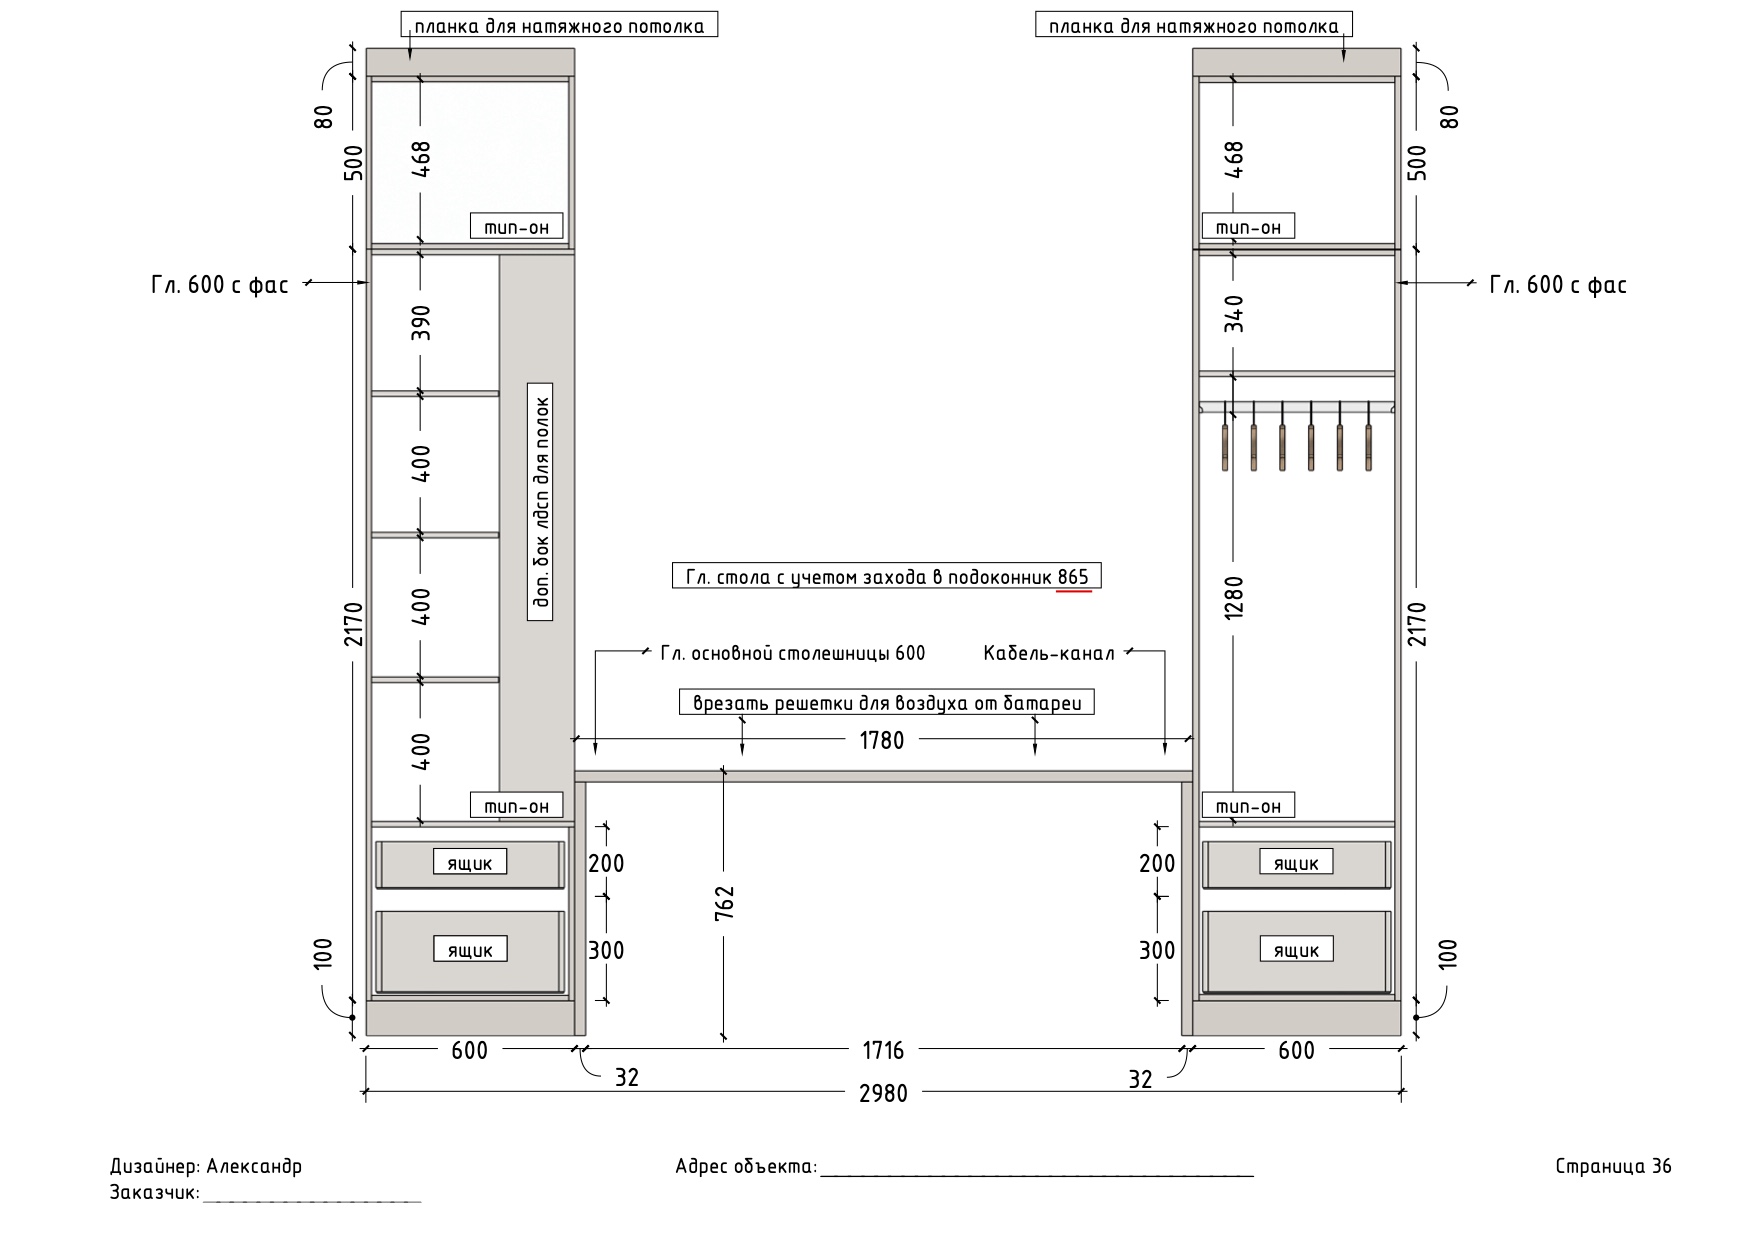 планка для натяжного потолка
планка для натяжного потолка
80
500
468
468
500
80
тип-он
тип-он
Гл. 600 с фас
Гл. 600 с фас
390
340
400
доп. бок лдсп для полок
Гл. стола с учетом захода в подоконник 865
400
1280
2170
2170
Гл. основной столешницы 600
Кабель-канал
врезать решетки для воздуха от батареи
400
1780
тип-он
тип-он
ящик
200
200
ящик
762
ящик
300
300
ящик
100
100
600
1716
600
32
32
2980
Дизайнер: Александр
Адрес объекта:
Страница 36
Заказчик: